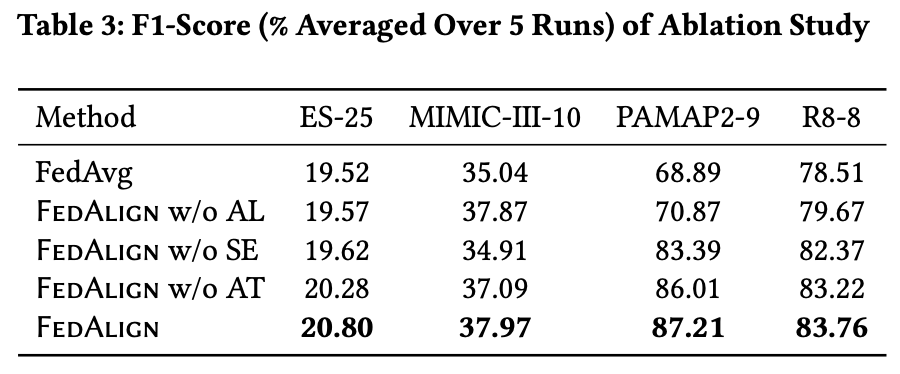 Table 3: F1-Score (% Averaged Over 5 Runs) of Ablation Study
Method ES-25 MIMIC-III-10 PAMAP2-9 R8-8
FedAvg 19.52 35.04 68.89 78.51
FedAlign w/o AL 19.57 37.87 70.87 79.67
FedAlign w/o SE 19.62 34.91 83.39 82.37
FedAlign w/o AT 20.28 37.09 86.01 83.22
FedAlign 20.80 37.97 87.21 83.76